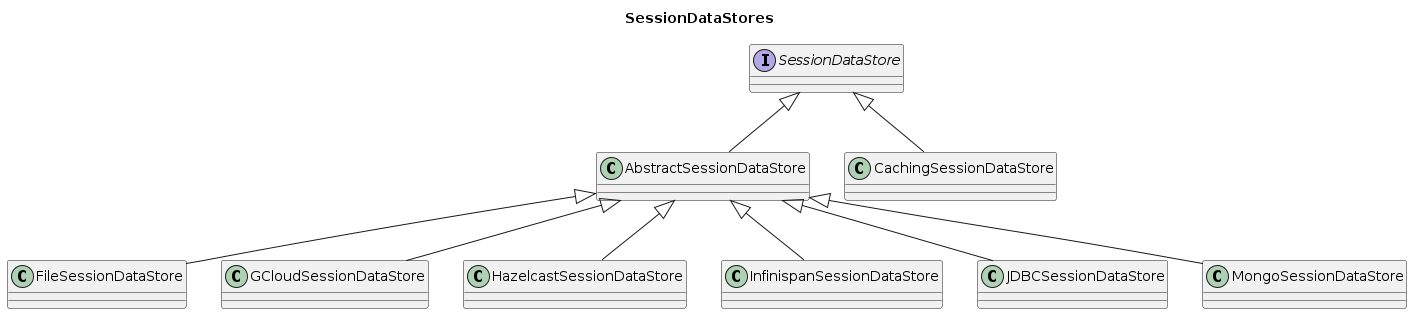 SessionDataStores
I SessionDataStore
C AbstractSessionDataStore
C CachingSessionDataStore
C FileSessionDataStore
C GCloudSessionDataStore
C HazelcastSessionDataStore
C InfinispanSessionDataStore
C JDBCSessionDataStore
C MongoSessionDataStore